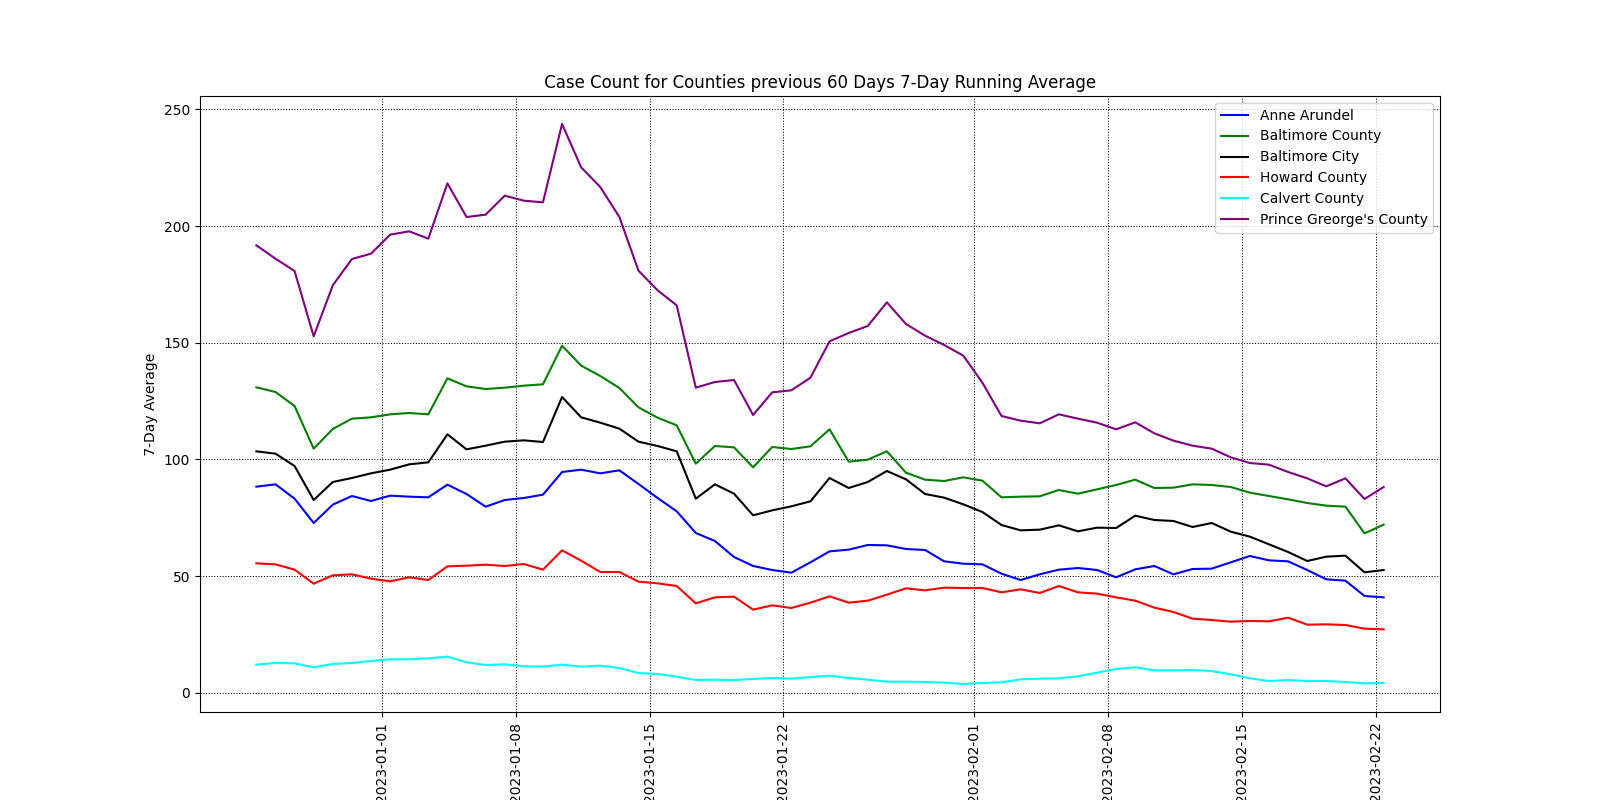 Case Count for Counties previous 60 Days 7-Day Running Average
250
200
150
100
50
0
7-Day Average
Anne Arundel
Baltimore County
Baltimore City
Howard County
Calvert County
Prince Greorge's County
2023-01-01
2023-01-08
2023-01-15
2023-01-22
2023-02-01
2023-02-08
2023-02-15
2023-02-22